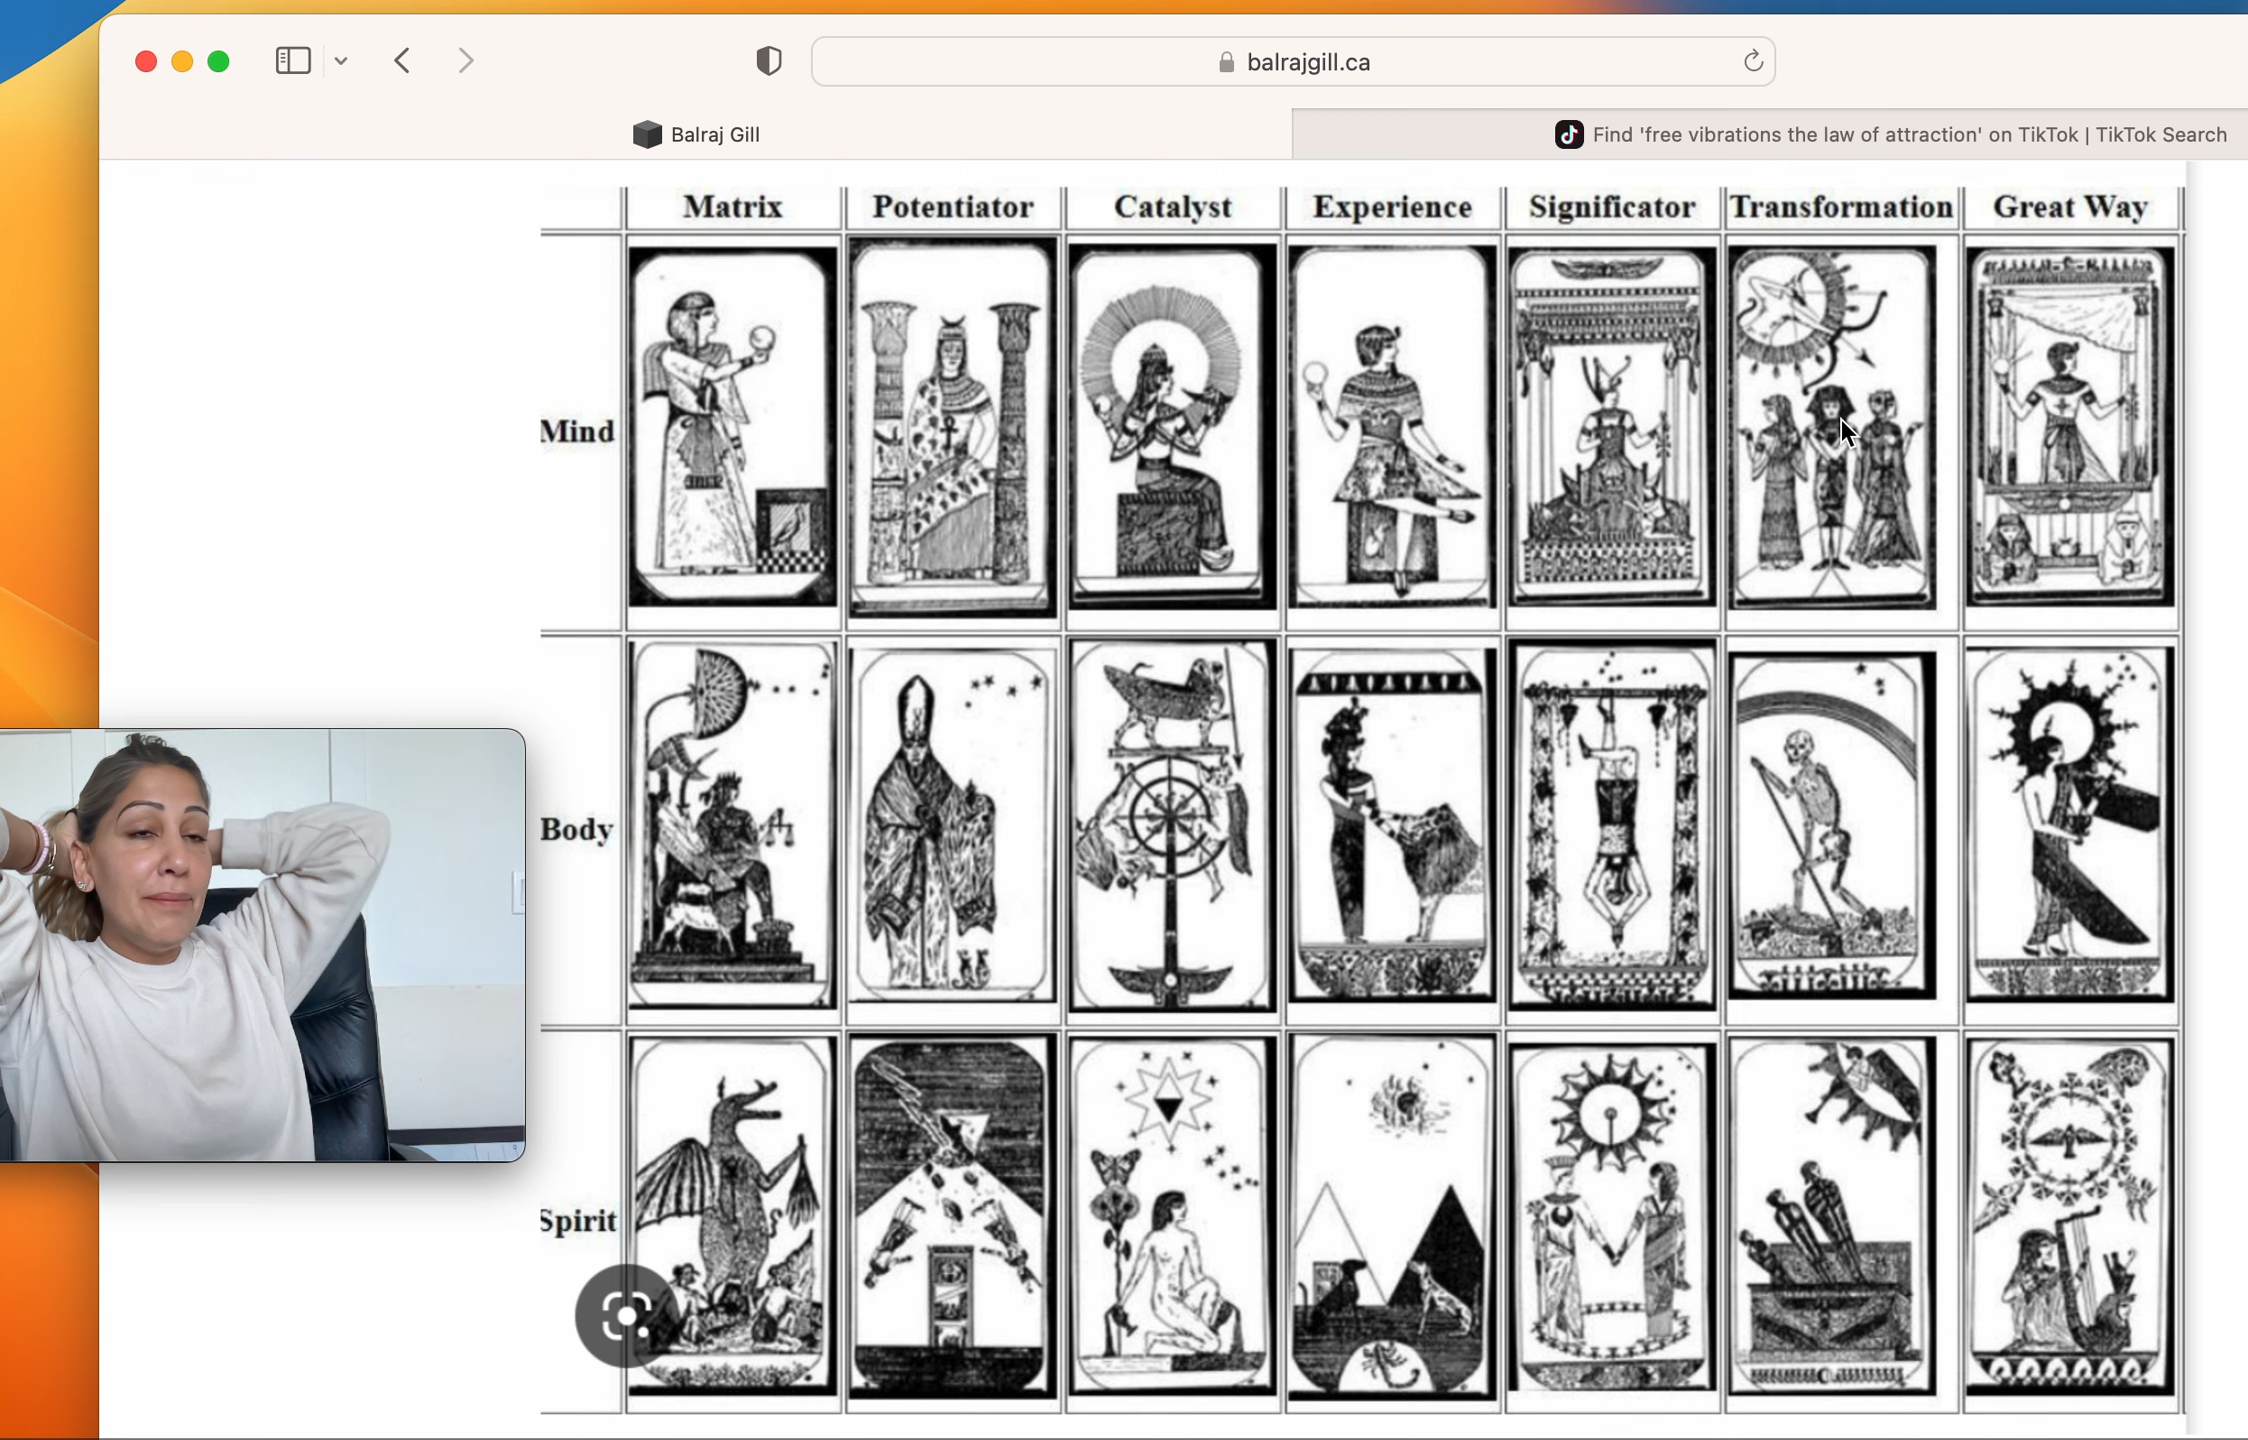 balrajgill.ca
Balraj Gill
Find 'free vibrations the law of attraction' on TikTok | TikTok Search
Matrix Potentiator Catalyst Experience Significator Transformation Great Way
Mind
Body
Spirit